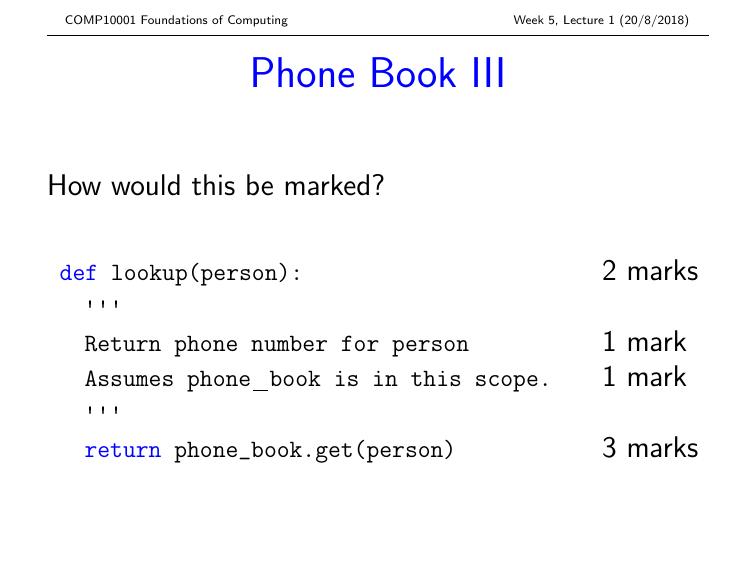 COMP10001 Foundations of Computing Week 5, Lecture 1 (20/8/2018)
Phone Book III
How would this be marked?
def lookup(person): 2 marks
'''
Return phone number for person 1 mark
Assumes phone_book is in this scope. 1 mark
'''
return phone_book.get(person) 3 marks